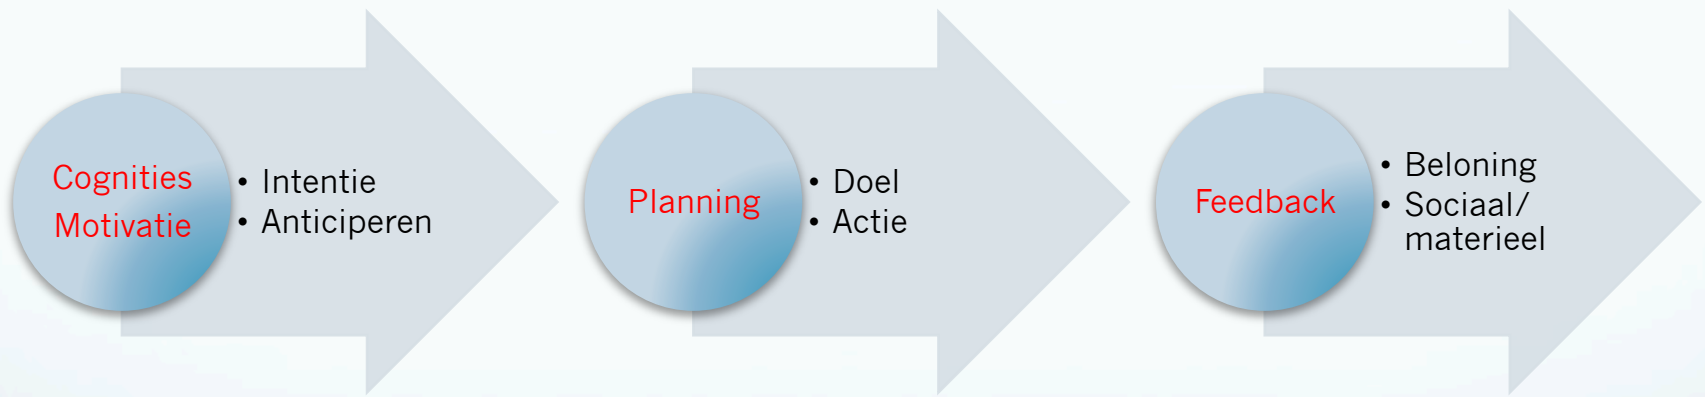 Cognities
Motivatie
• Intentie
• Anticiperen
Planning
• Doel
• Actie
Feedback
• Beloning
• Sociaal/
materieel